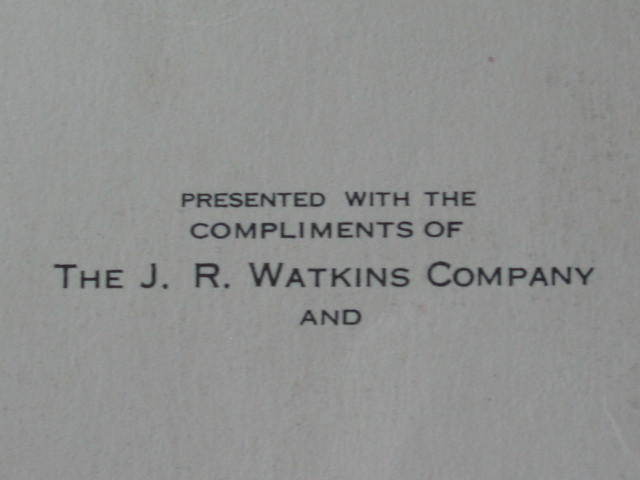 PRESENTED WITH THE
COMPLIMENTS OF
THE J. R. WATKINS COMPANY
AND